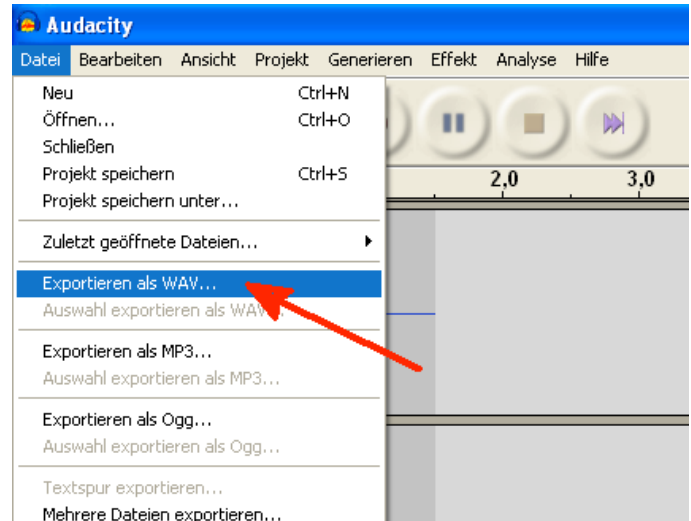 Audacity
Datei Bearbeiten Ansicht Projekt Generieren Effekt Analyse Hilfe
Neu Ctrl+N
Öffnen... Ctrl+O
Schließen
Projekt speichern Ctrl+S
Projekt speichern unter...
2,0 3,0
Zuletzt geöffnete Dateien...
Exportieren als WAV...
Auswahl exportieren als WAV...
Exportieren als MP3...
Auswahl exportieren als MP3...
Exportieren als Ogg...
Auswahl exportieren als Ogg...
Textspur exportieren...
Mehrere Dateien exportieren...